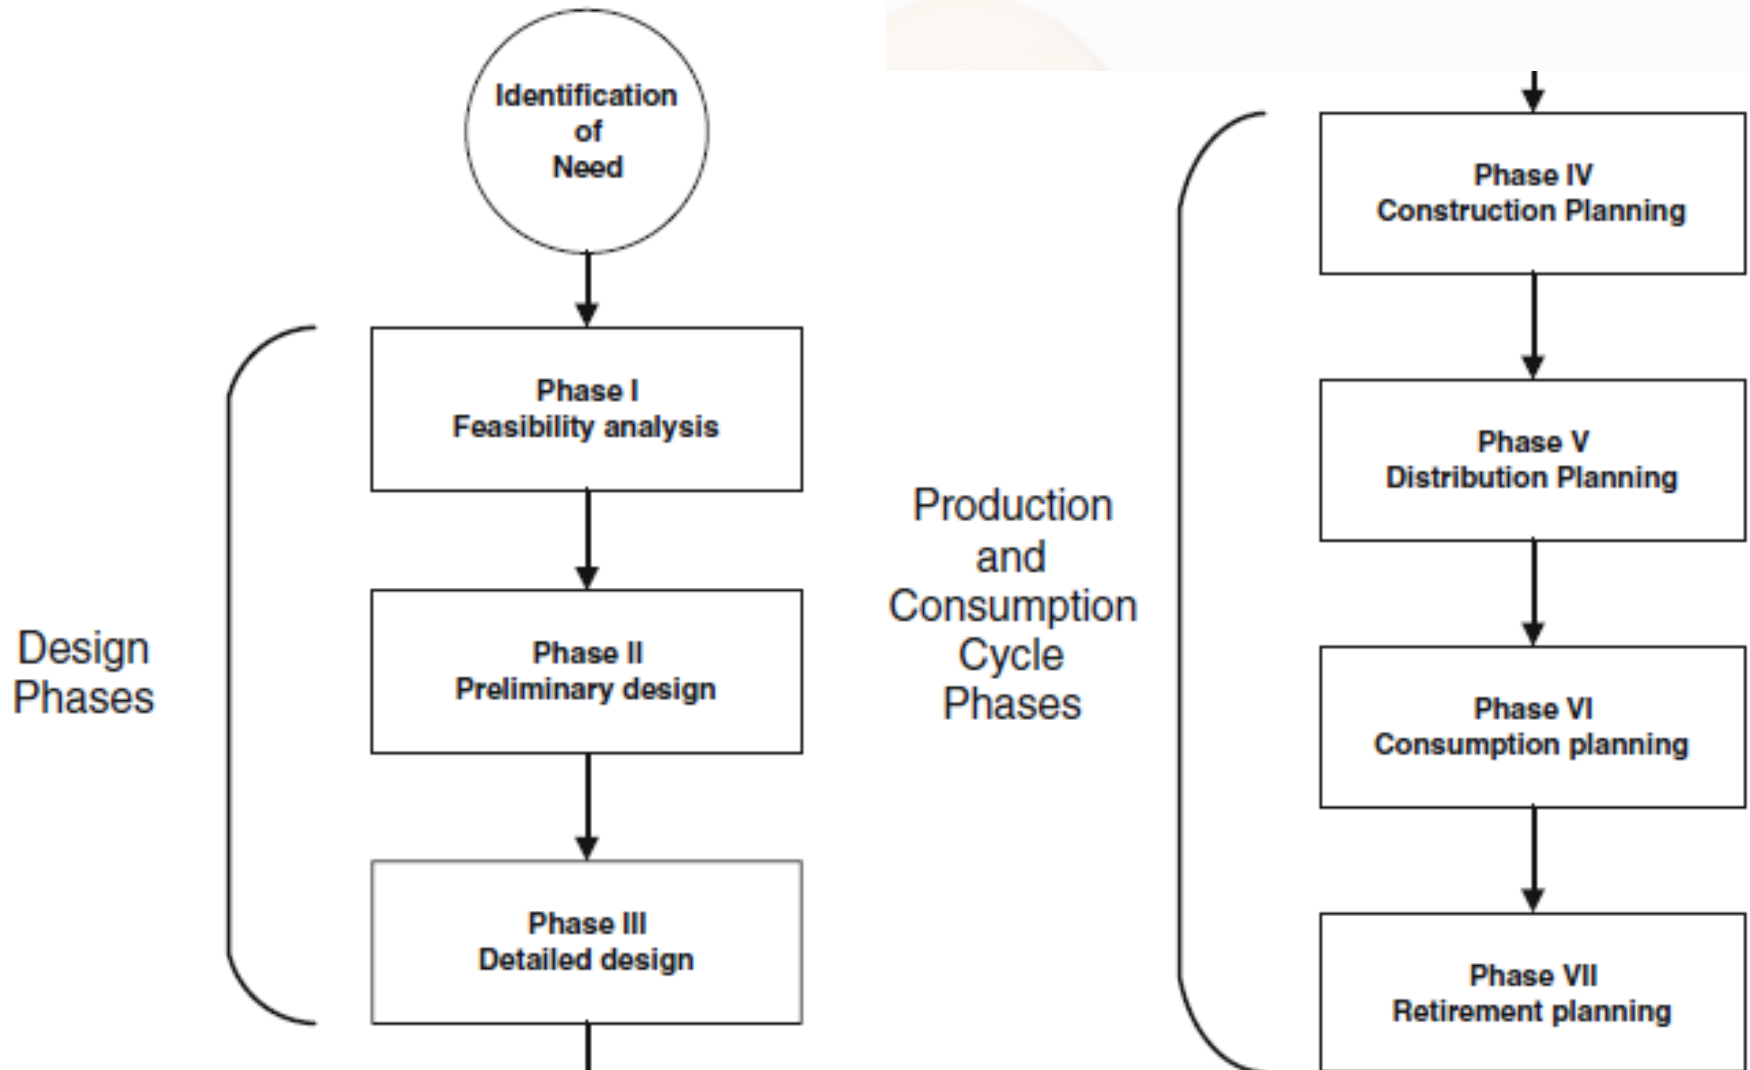 Identification
of
Need
Phase I
Feasibility analysis
Phase II
Preliminary design
Phase III
Detailed design
Design
Phases
Phase IV
Construction Planning
Phase V
Distribution Planning
Phase VI
Consumption planning
Phase VII
Retirement planning
Production
and
Consumption
Cycle
Phases